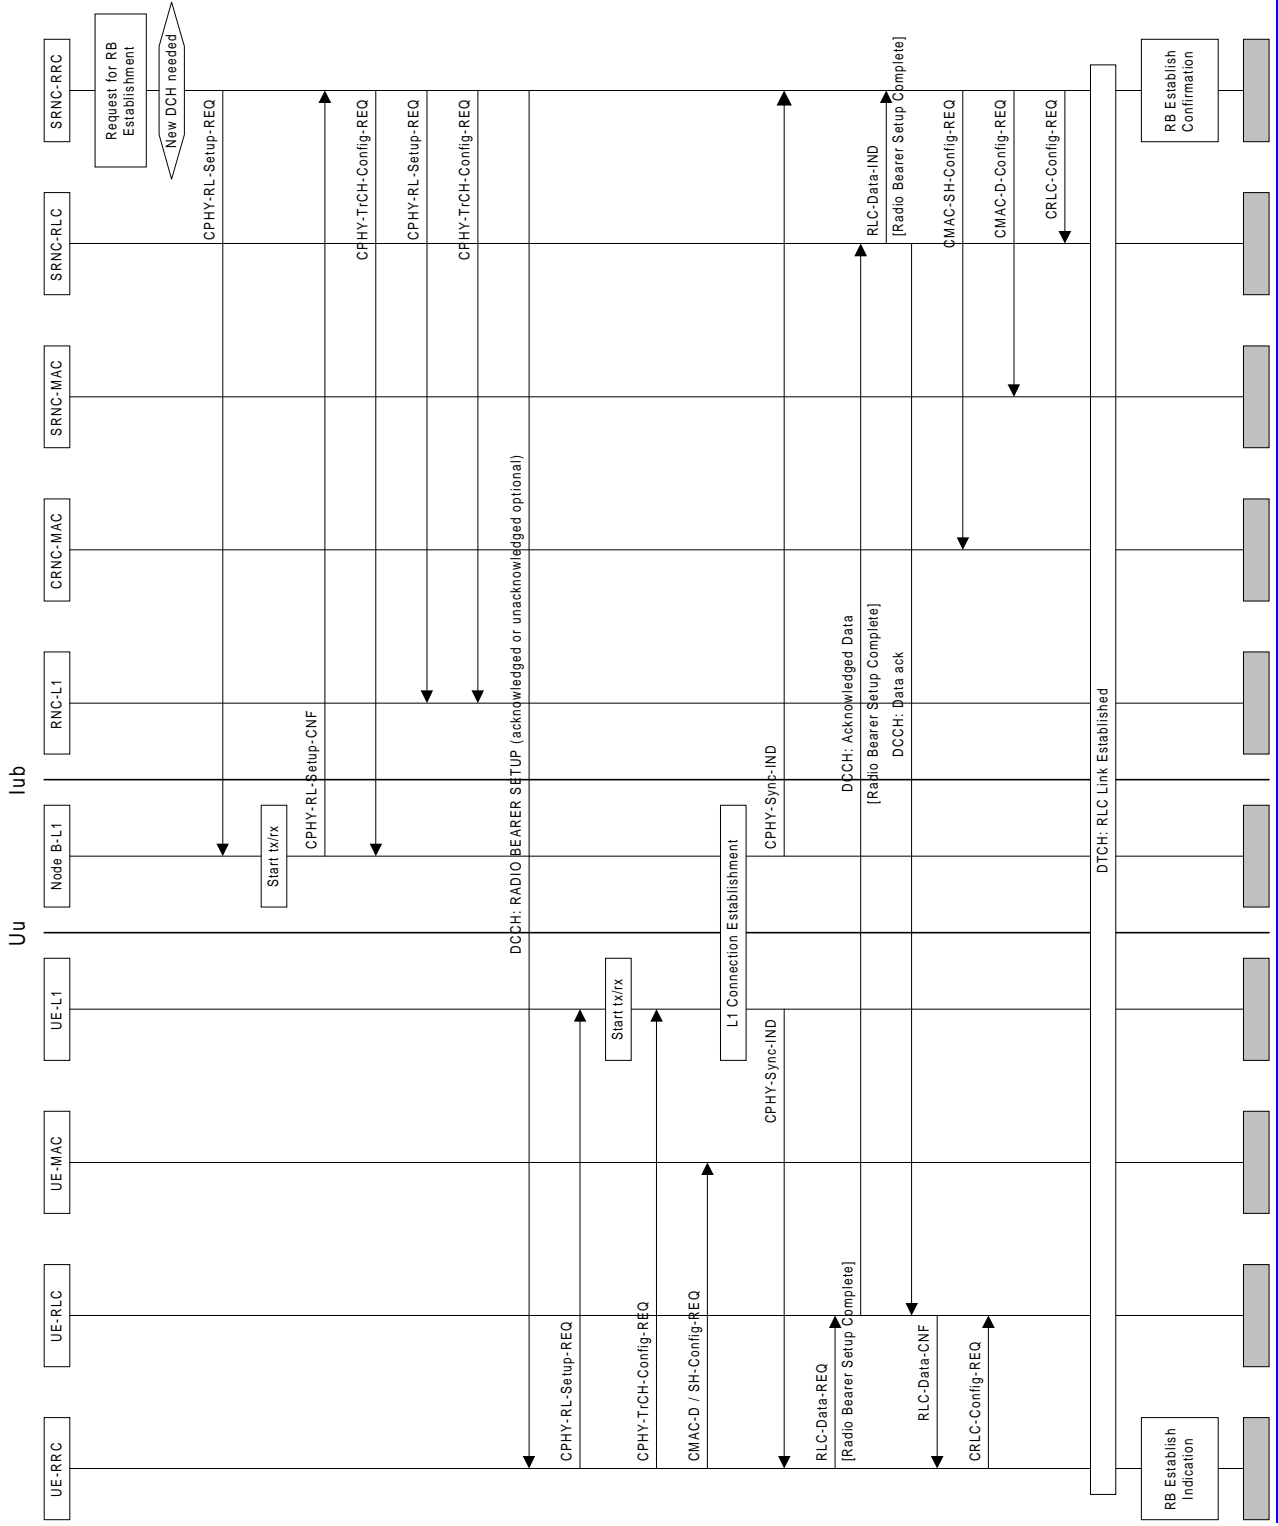 Uu
Iub
UE-RRC
UE-RLC
UE-MAC
UE-L1
Node B-L1
RNC-L1
CRNC-MAC
SRNC-MAC
SRNC-RLC
SRNC-RRC
Request for RB
Establishment
New DCH needed
CPHY-RL-Setup-REQ
Start tx/rx
CPHY-RL-Setup-CNF
CPHY-TrCH-Config-REQ
CPHY-RL-Setup-REQ
CPHY-TrCH-Config-REQ
DCCH: RADIO BEARER SETUP (acknowledged or unacknowledged optional)
CPHY-RL-Setup-REQ
Start tx/rx
CPHY-TrCH-Config-REQ
CMAC-D / SH-Config-REQ
L1 Connection Establishment
CPHY-Sync-IND
CPHY-Sync-IND
RLC-Data-REQ
[Radio Bearer Setup Complete]
DCCH: Acknowledged Data
[Radio Bearer Setup Complete]
RLC-Data-IND
[Radio Bearer Setup Complete]
DCCH: Data ack
RLC-Data-CNF
CMAC-SH-Config-REQ
CRLC-Config-REQ
CMAC-D-Config-REQ
CRLC-Config-REQ
DTCH: RLC Link Established
RB Establish
Indication
RB Establish
Confirmation